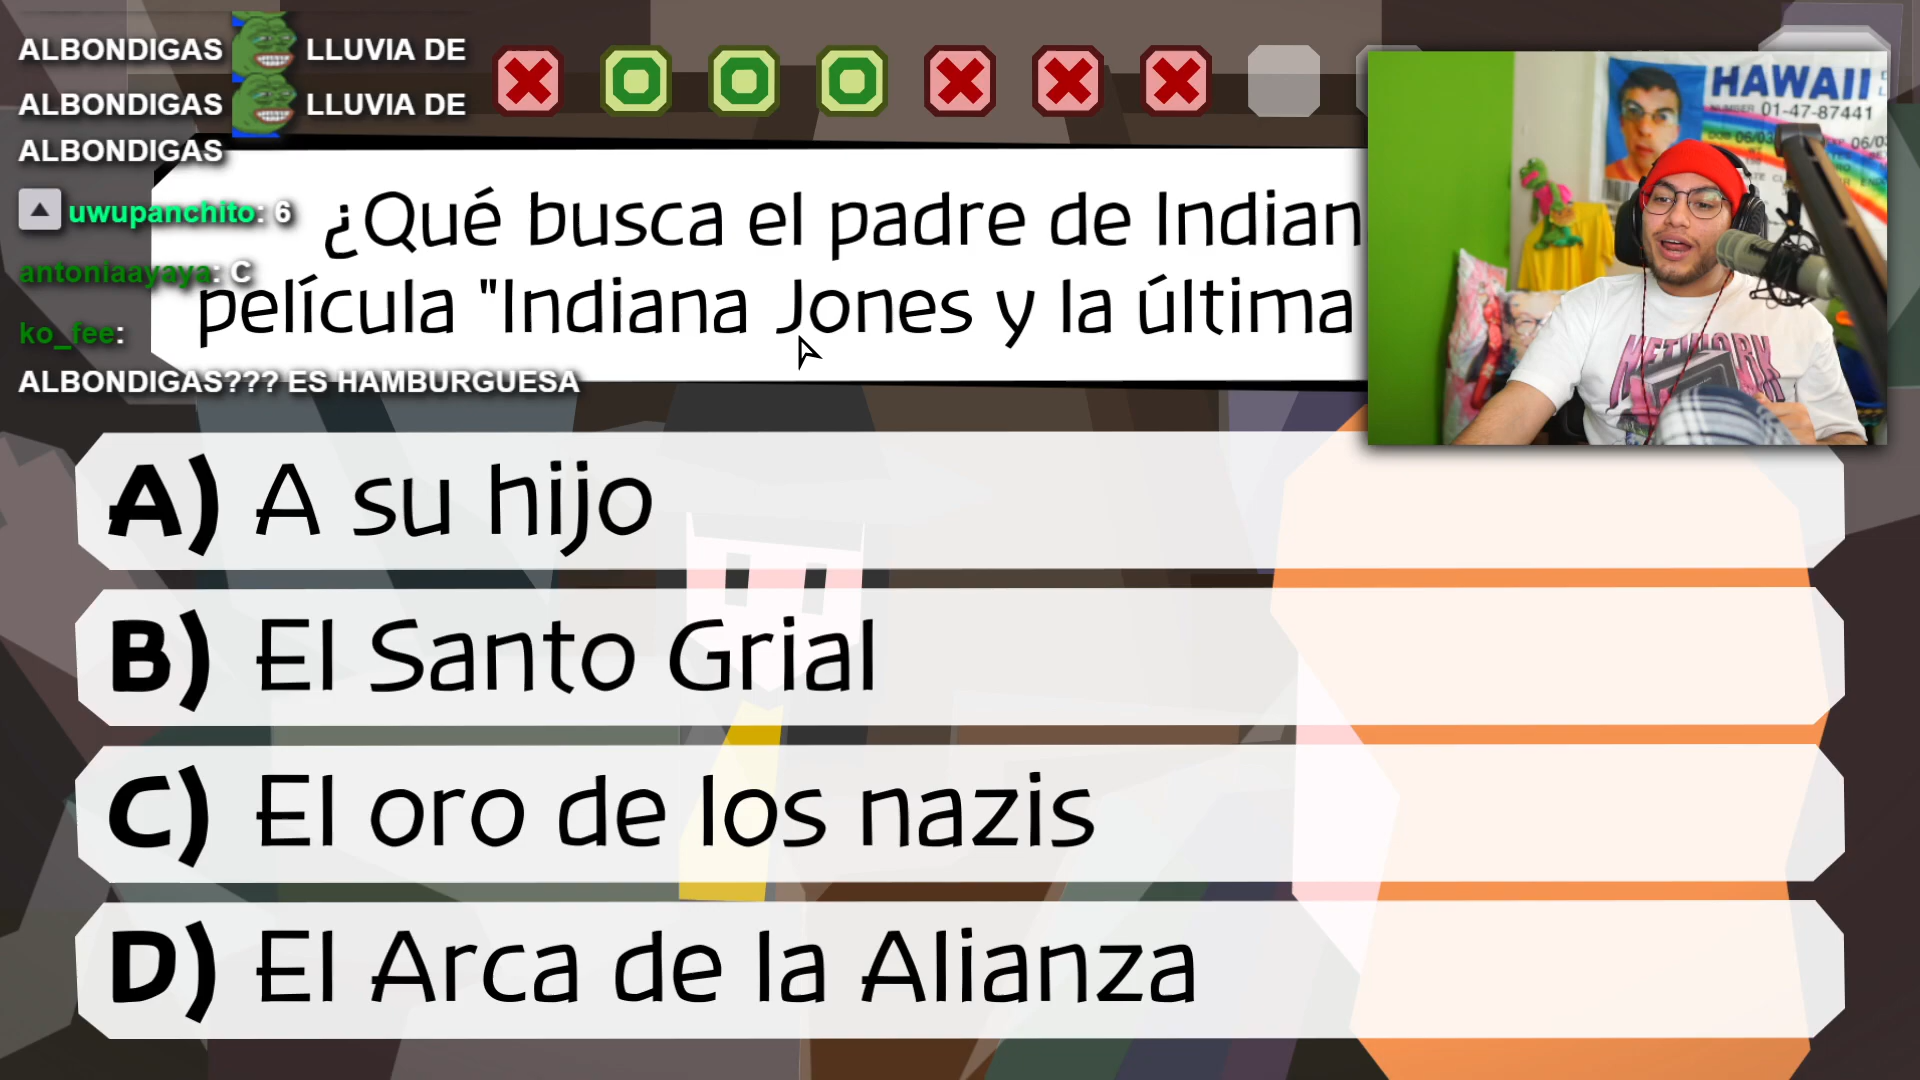 ALBONDIGAS LLUVIA DE
ALBONDIGAS LLUVIA DE
ALBONDIGAS
uwupanchito: 6
antoniaayaya: C
ko_fee:
ALBONDIGAS??? ES HAMBURGUESA
¿Qué busca el padre de Indian
película "Indiana Jones y la última
HAWAII
NUMBER 01-47-87441
A) A su hijo
B) El Santo Grial
C) El oro de los nazis
D) El Arca de la Alianza